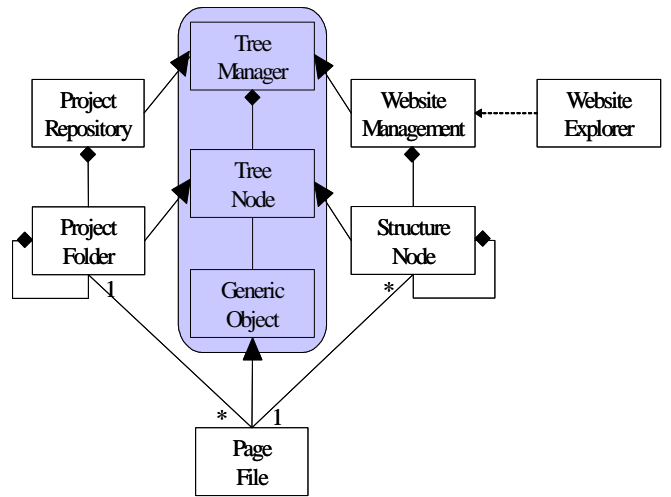 Tree
Manager
Project
Repository
Website
Management
Website
Explorer
Tree
Node
Project
Folder
Structure
Node
1
*
Generic
Object
*
1
Page
File